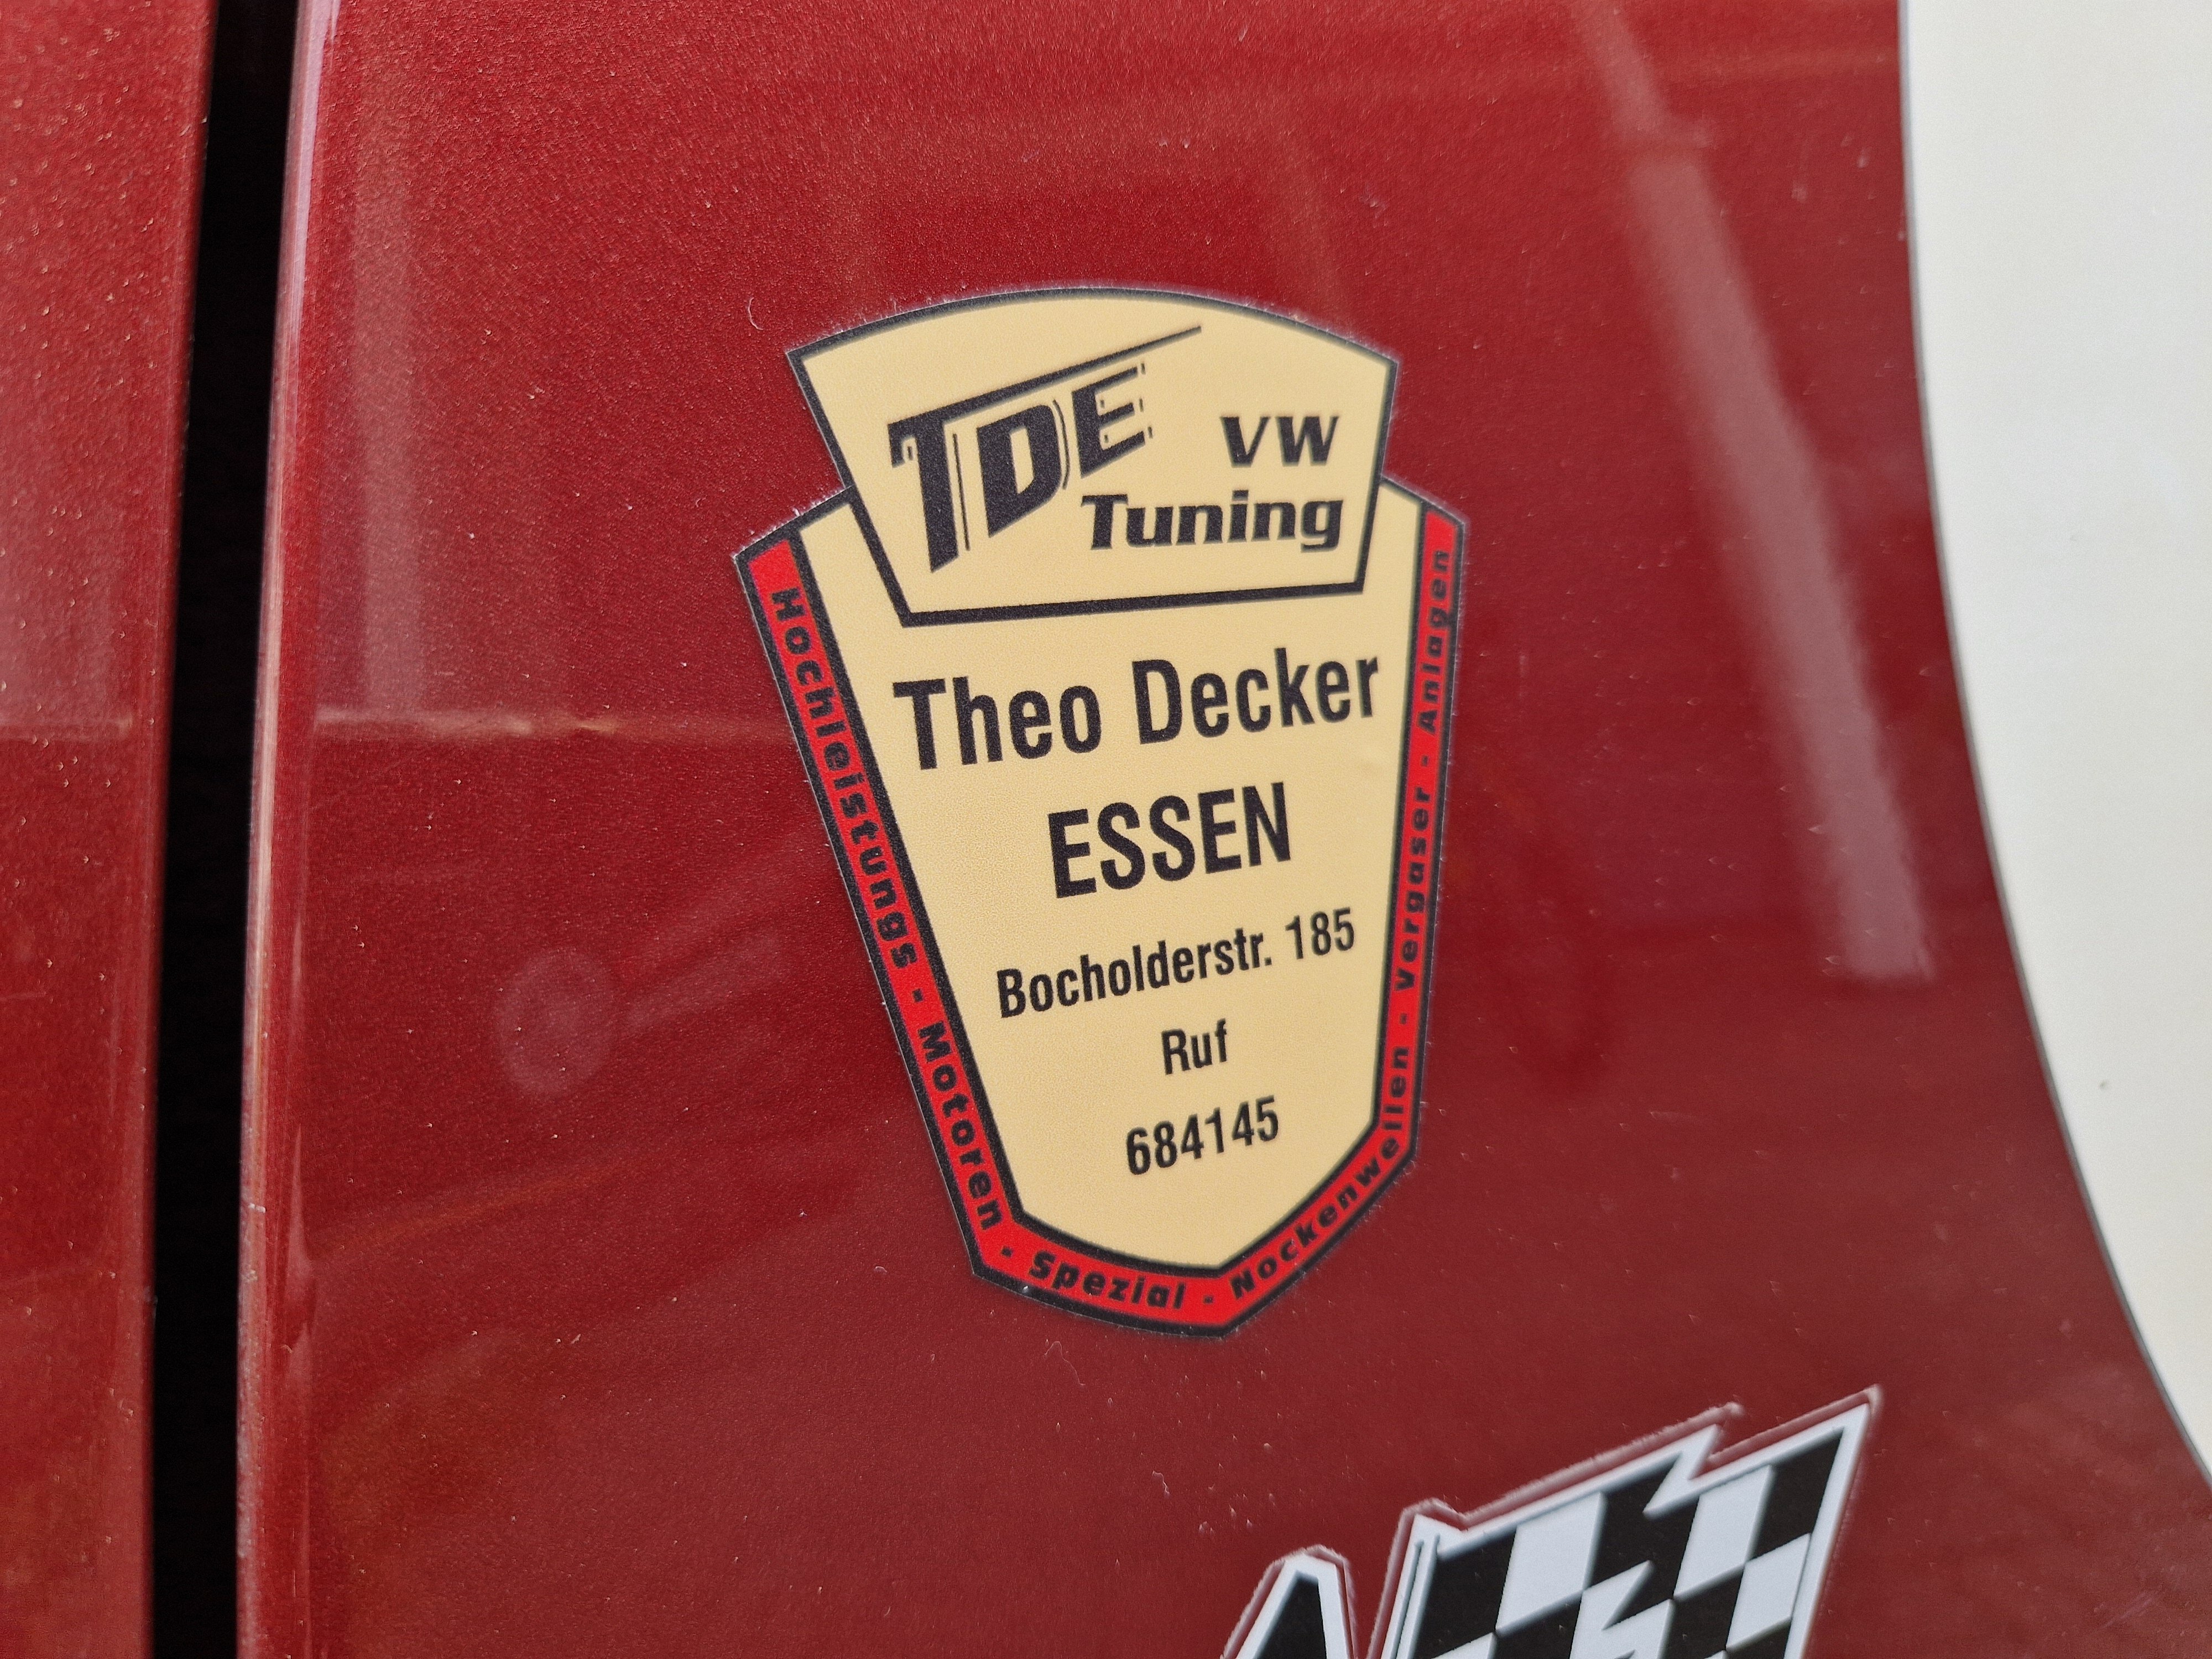 TDE
VW
Tuning
Theo Decker
ESSEN
Bocholderstr. 185
Ruf
684145
Hochleistungs - Motoren - Spezial - Nockenwellen - Vergaser - Anlagen